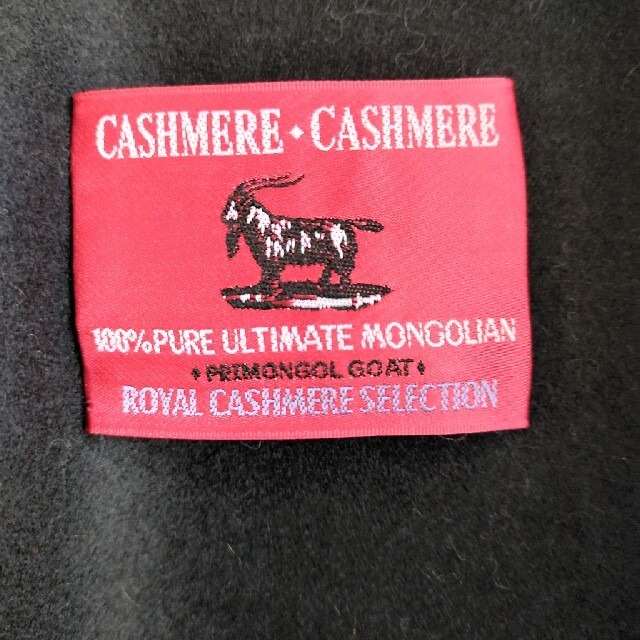 CASHMERE • CASHMERE
100% PURE ULTIMATE MONGOLIAN
♦ PRIMONGOL GOAT ♦
ROYAL CASHMERE SELECTION